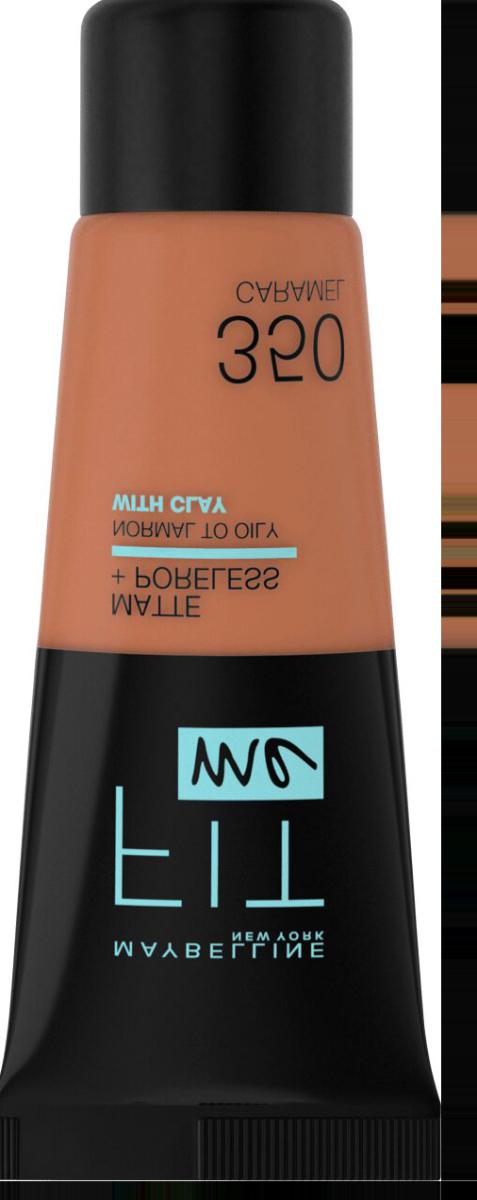 MAYBELLINE
NEW YORK
FIT
me
MATTE
+ PORELESS
NORMAL TO OILY
WITH CLAY
350
CARAMEL